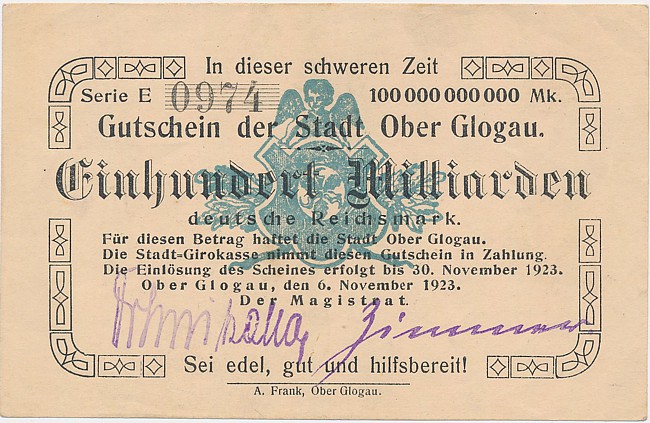 In dieser schweren Zeit
Serie E 0974 100 000 000 000 Mk.
Gutschein der Stadt Ober Glogau.
Einhundert Milliarden
deutsche Reichsmark.
Für diesen Betrag haftet die Stadt Ober Glogau.
Die Stadt=Girokasse nimmt diesen Gutschein in Zahlung.
Die Einlösung des Scheines erfolgt bis 30. November 1923.
Ober Glogau, den 6. November 1923.
Der Magistrat.
Zimmer
Sei edel, gut und hilfsbereit!
A. Frank, Ober Glogau.